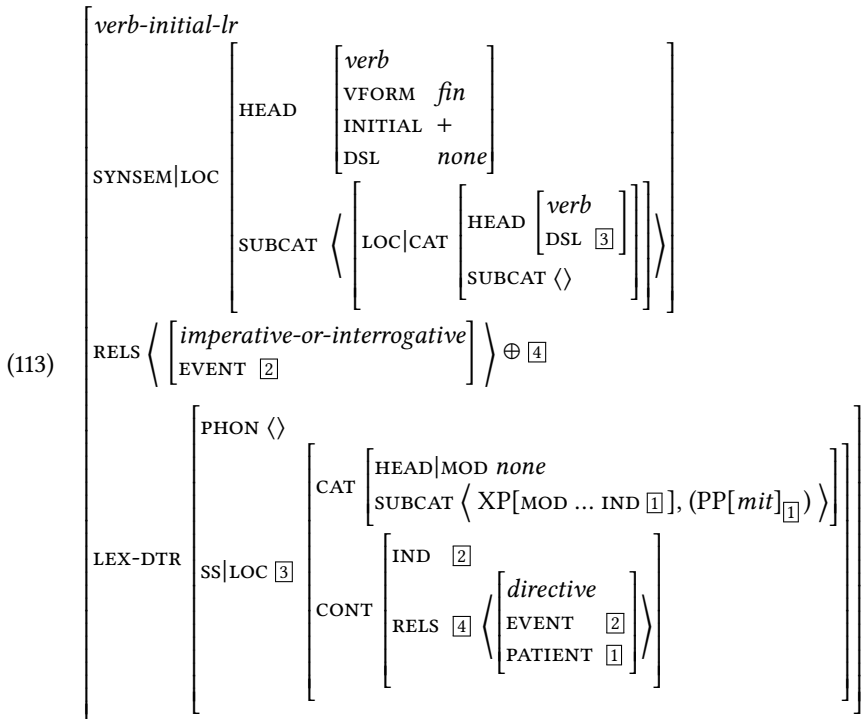 verb-initial-lr
SYNSEM|LOC
HEAD
verb
VFORM fin
INITIAL +
DSL none
SUBCAT ⟨ LOC|CAT
HEAD
verb
DSL 3
SUBCAT ⟨⟩ ⟩
(113)
RELS ⟨ imperative-or-interrogative
EVENT 2 ⟩ ⊕ 4
LEX-DTR
PHON ⟨⟩
SS|LOC 3
CAT
HEAD|MOD none
SUBCAT ⟨ XP[MOD … IND 1], (PP[mit]1) ⟩
CONT
IND 2
RELS 4 ⟨ directive
EVENT 2
PATIENT 1 ⟩